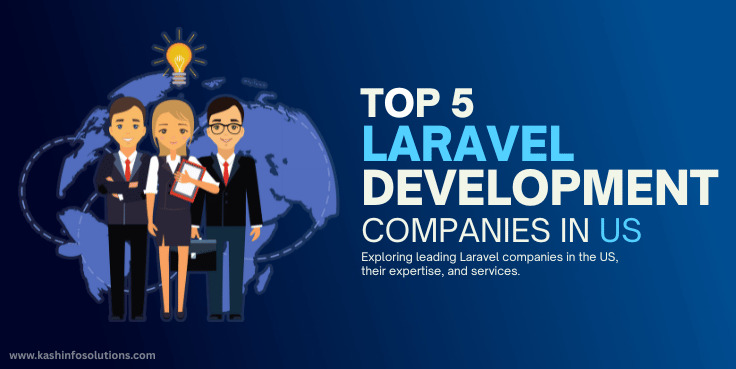 TOP 5
LARAVEL
DEVELOPMENT
COMPANIES IN US
Exploring leading Laravel companies in the US,
their expertise, and services.
www.kashinfosolutions.com